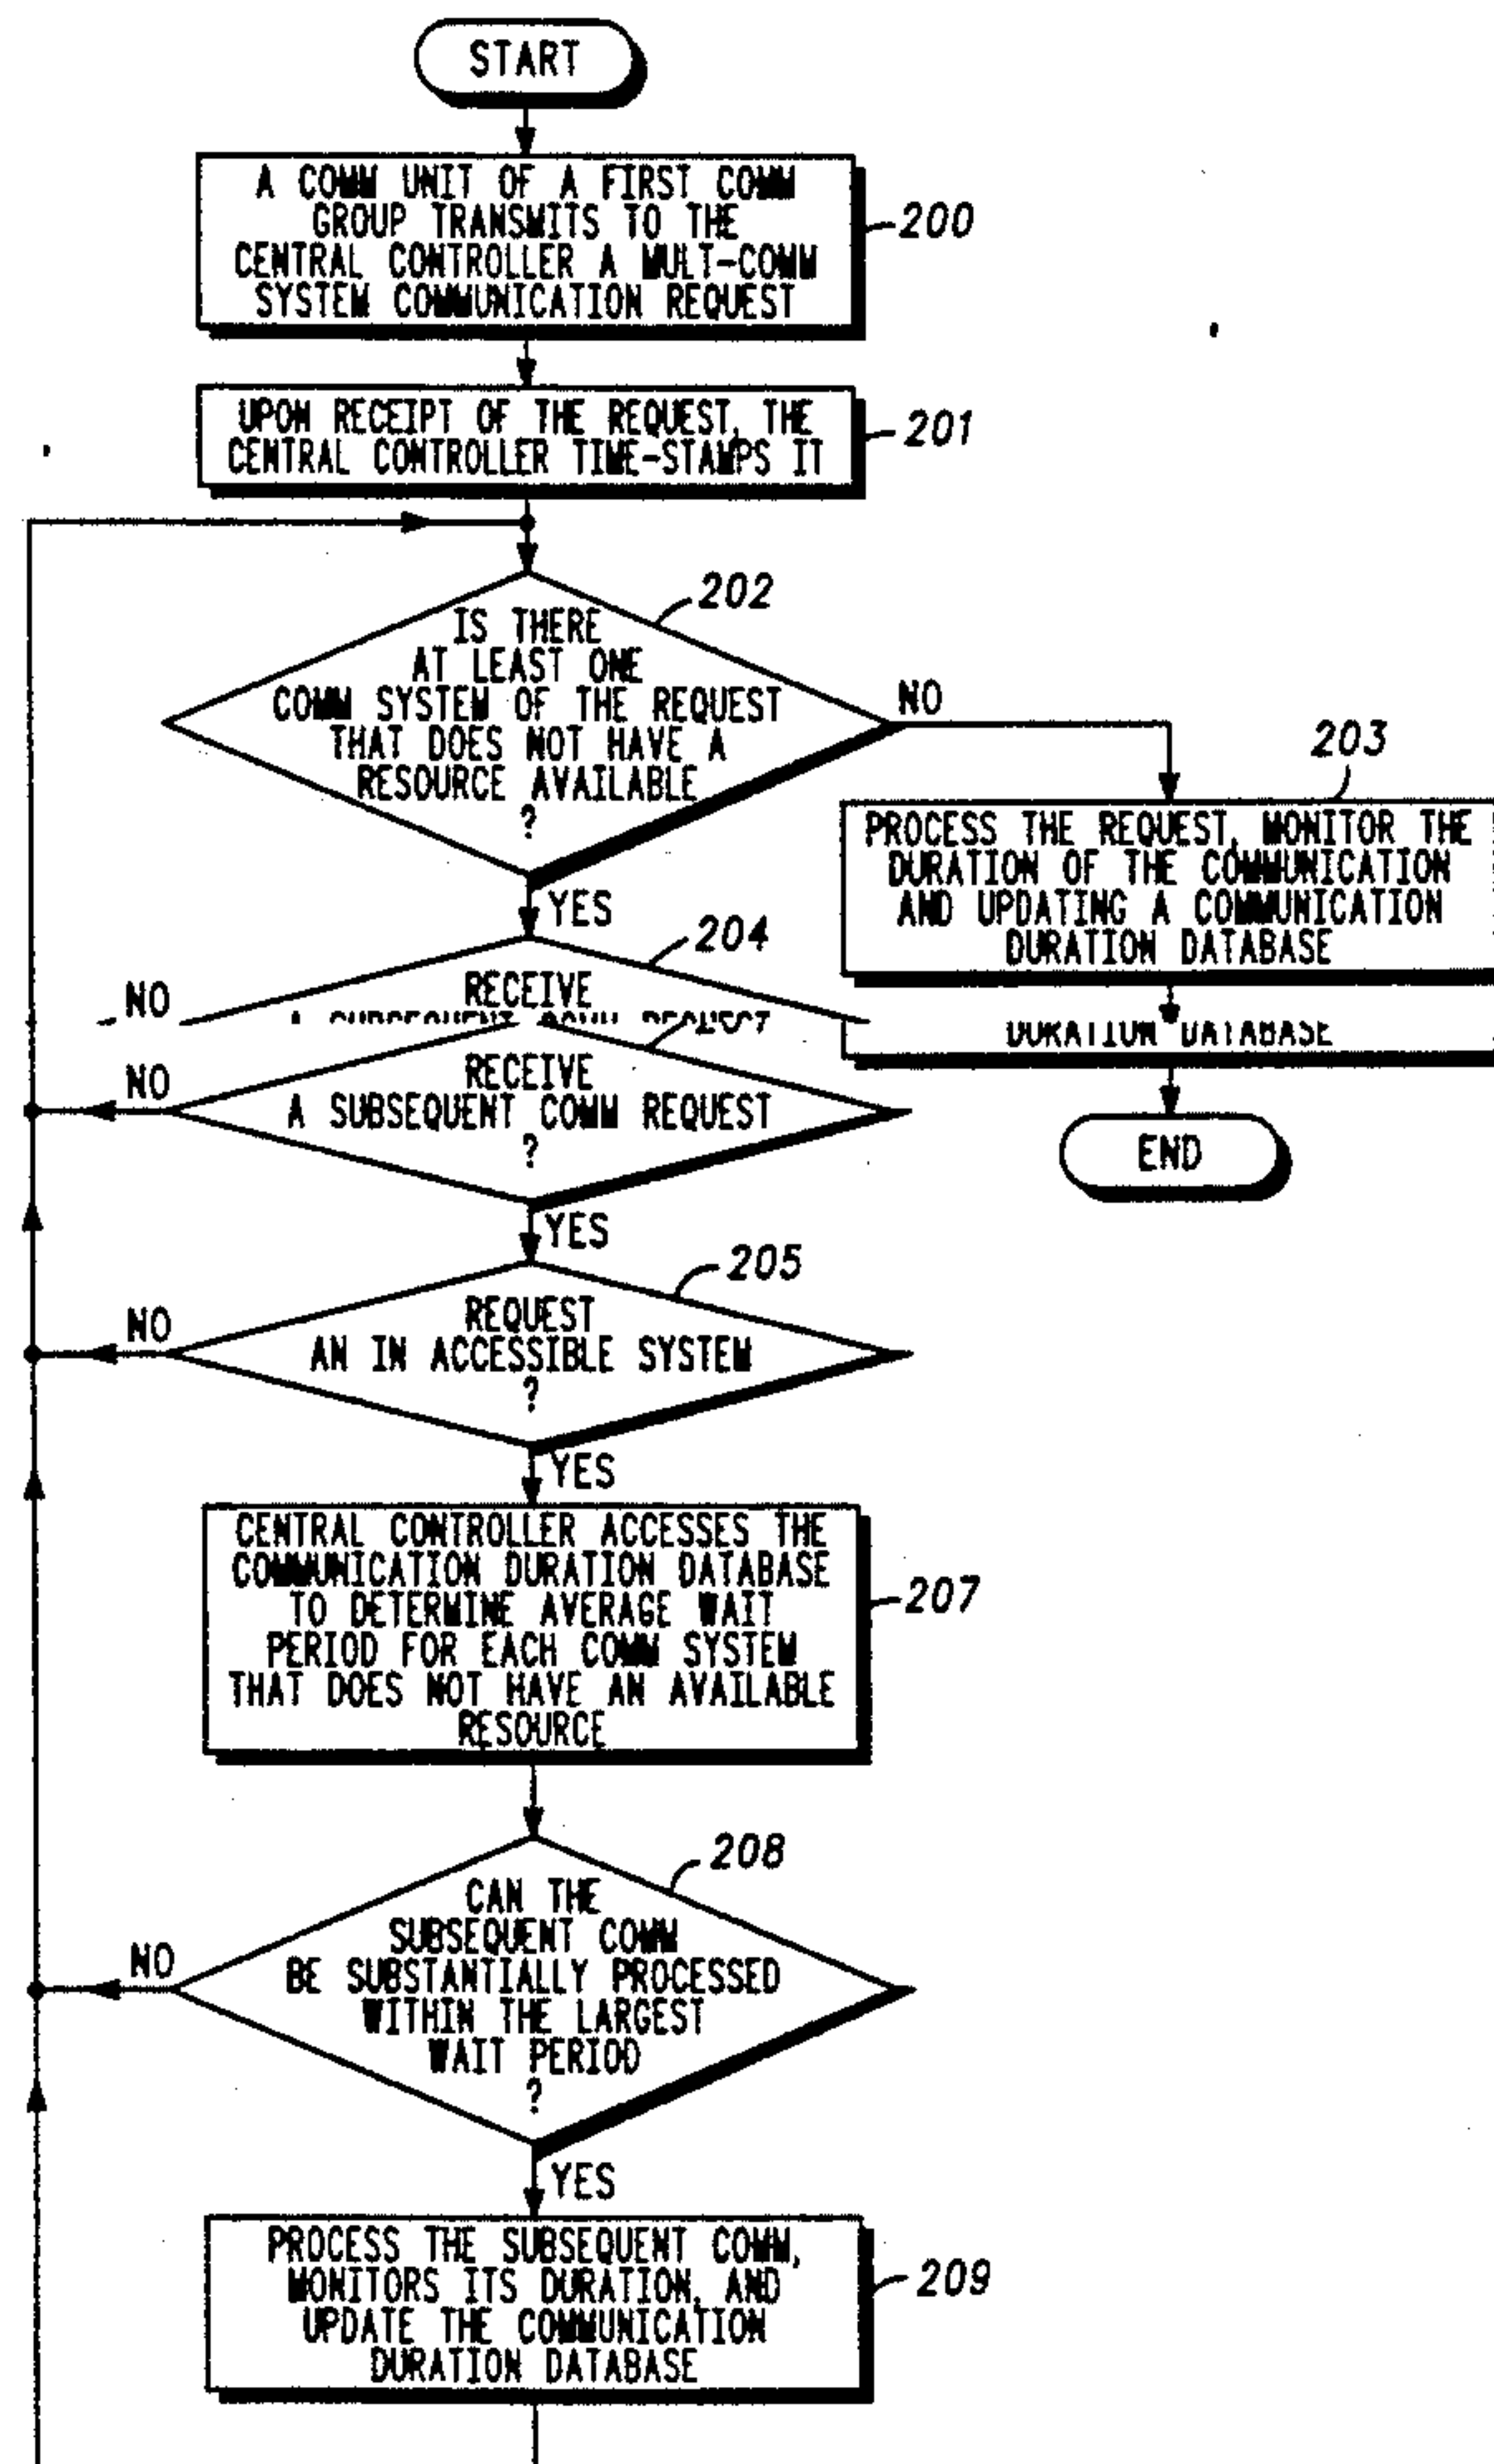 START
A COMM UNIT OF A FIRST COMM
GROUP TRANSMITS TO THE
CENTRAL CONTROLLER A MULT-COMM
SYSTEM COMMUNICATION REQUEST
200
UPON RECEIPT OF THE REQUEST, THE
CENTRAL CONTROLLER TIME-STAMPS IT
201
202
IS THERE
AT LEAST ONE
COMM SYSTEM OF THE REQUEST
THAT DOES NOT HAVE A
RESOURCE AVAILABLE
?
NO
YES
203
PROCESS THE REQUEST, MONITOR THE
DURATION OF THE COMMUNICATION
AND UPDATING A COMMUNICATION
DURATION DATABASE
DURATION DATABASE
END
204
NO
RECEIVE
A SUBSEQUENT COMM REQUEST
NO
RECEIVE
A SUBSEQUENT COMM REQUEST
?
YES
205
NO
REQUEST
AN IN ACCESSIBLE SYSTEM
?
YES
CENTRAL CONTROLLER ACCESSES THE
COMMUNICATION DURATION DATABASE
TO DETERMINE AVERAGE WAIT
PERIOD FOR EACH COMM SYSTEM
THAT DOES NOT HAVE AN AVAILABLE
RESOURCE
207
208
NO
CAN THE
SUBSEQUENT COMM
BE SUBSTANTIALLY PROCESSED
WITHIN THE LARGEST
WAIT PERIOD
?
YES
PROCESS THE SUBSEQUENT COMM,
MONITORS ITS DURATION, AND
UPDATE THE COMMUNICATION
DURATION DATABASE
209